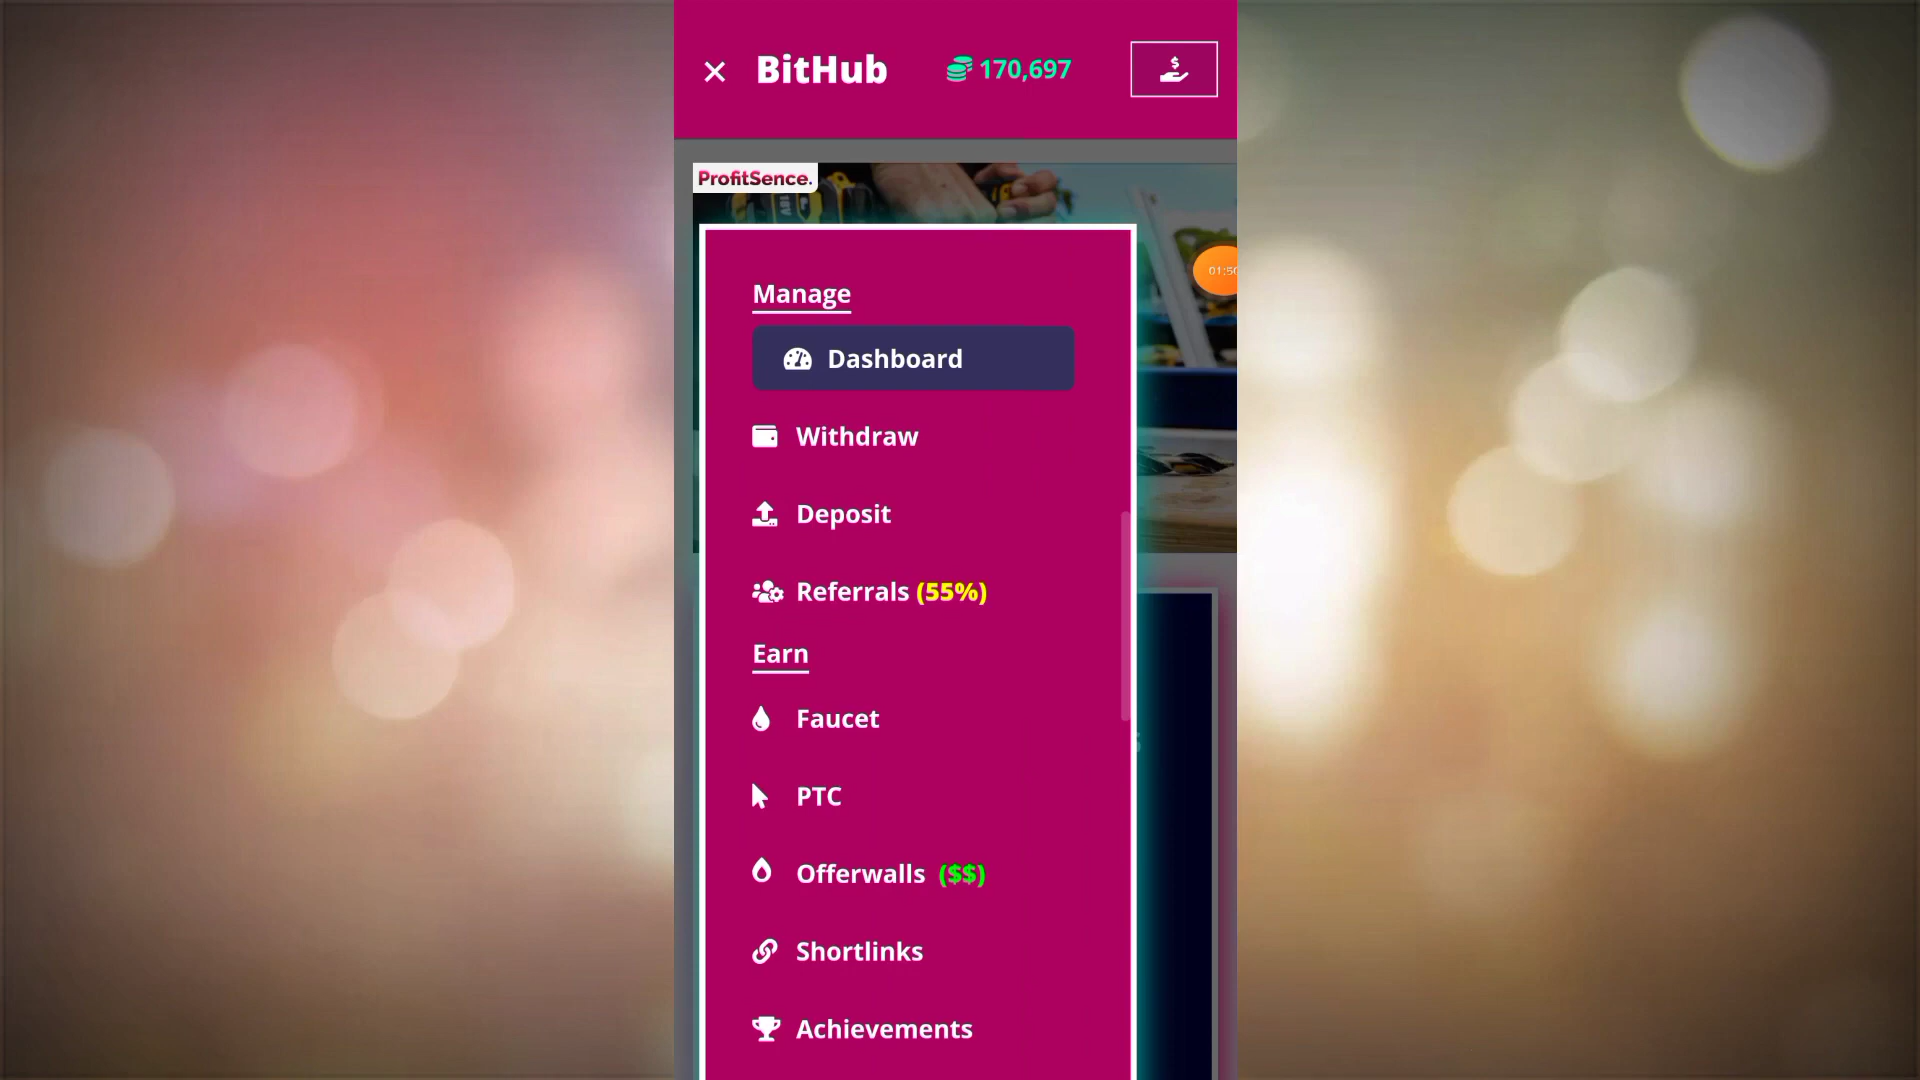 BitHub
170,697
ProfitSence.
Manage
Dashboard
Withdraw
Deposit
Referrals (55%)
Earn
Faucet
PTC
Offerwalls ($$)
Shortlinks
Achievements